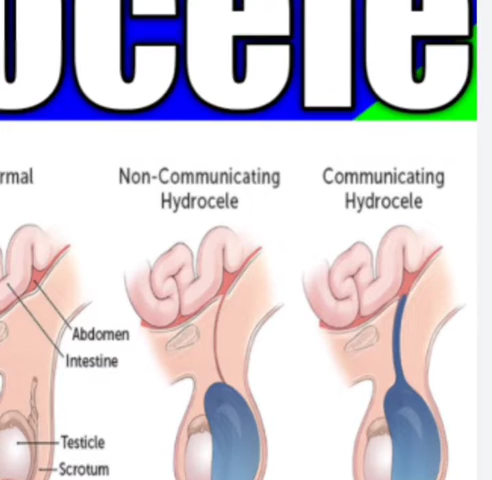 ocele
rmal
Non-Communicating
Hydrocele
Communicating
Hydrocele
Abdomen
Intestine
Testicle
Scrotum